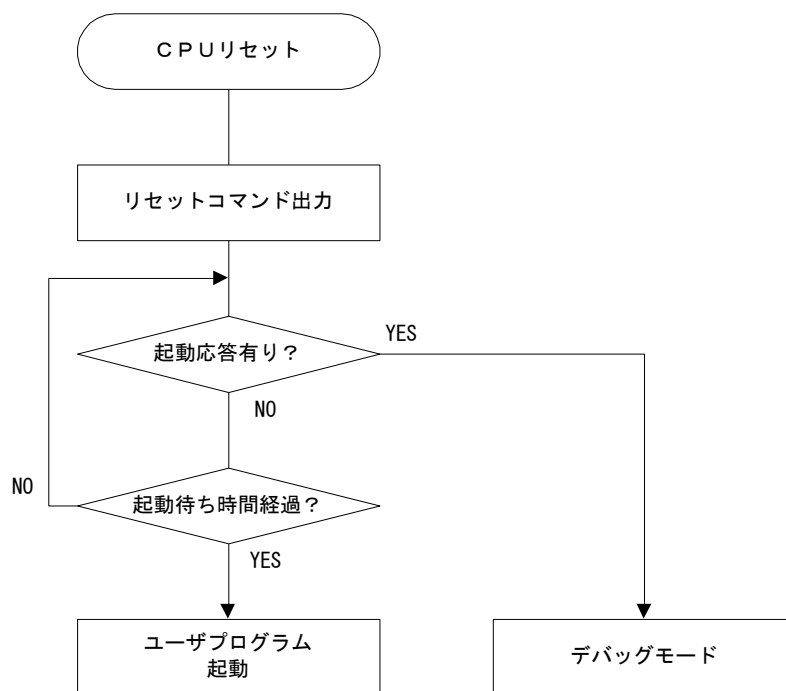 ＣＰＵリセット
リセットコマンド出力
起動応答有り？
YES
NO
起動待ち時間経過？
NO
YES
ユーザプログラム
起動
デバッグモード